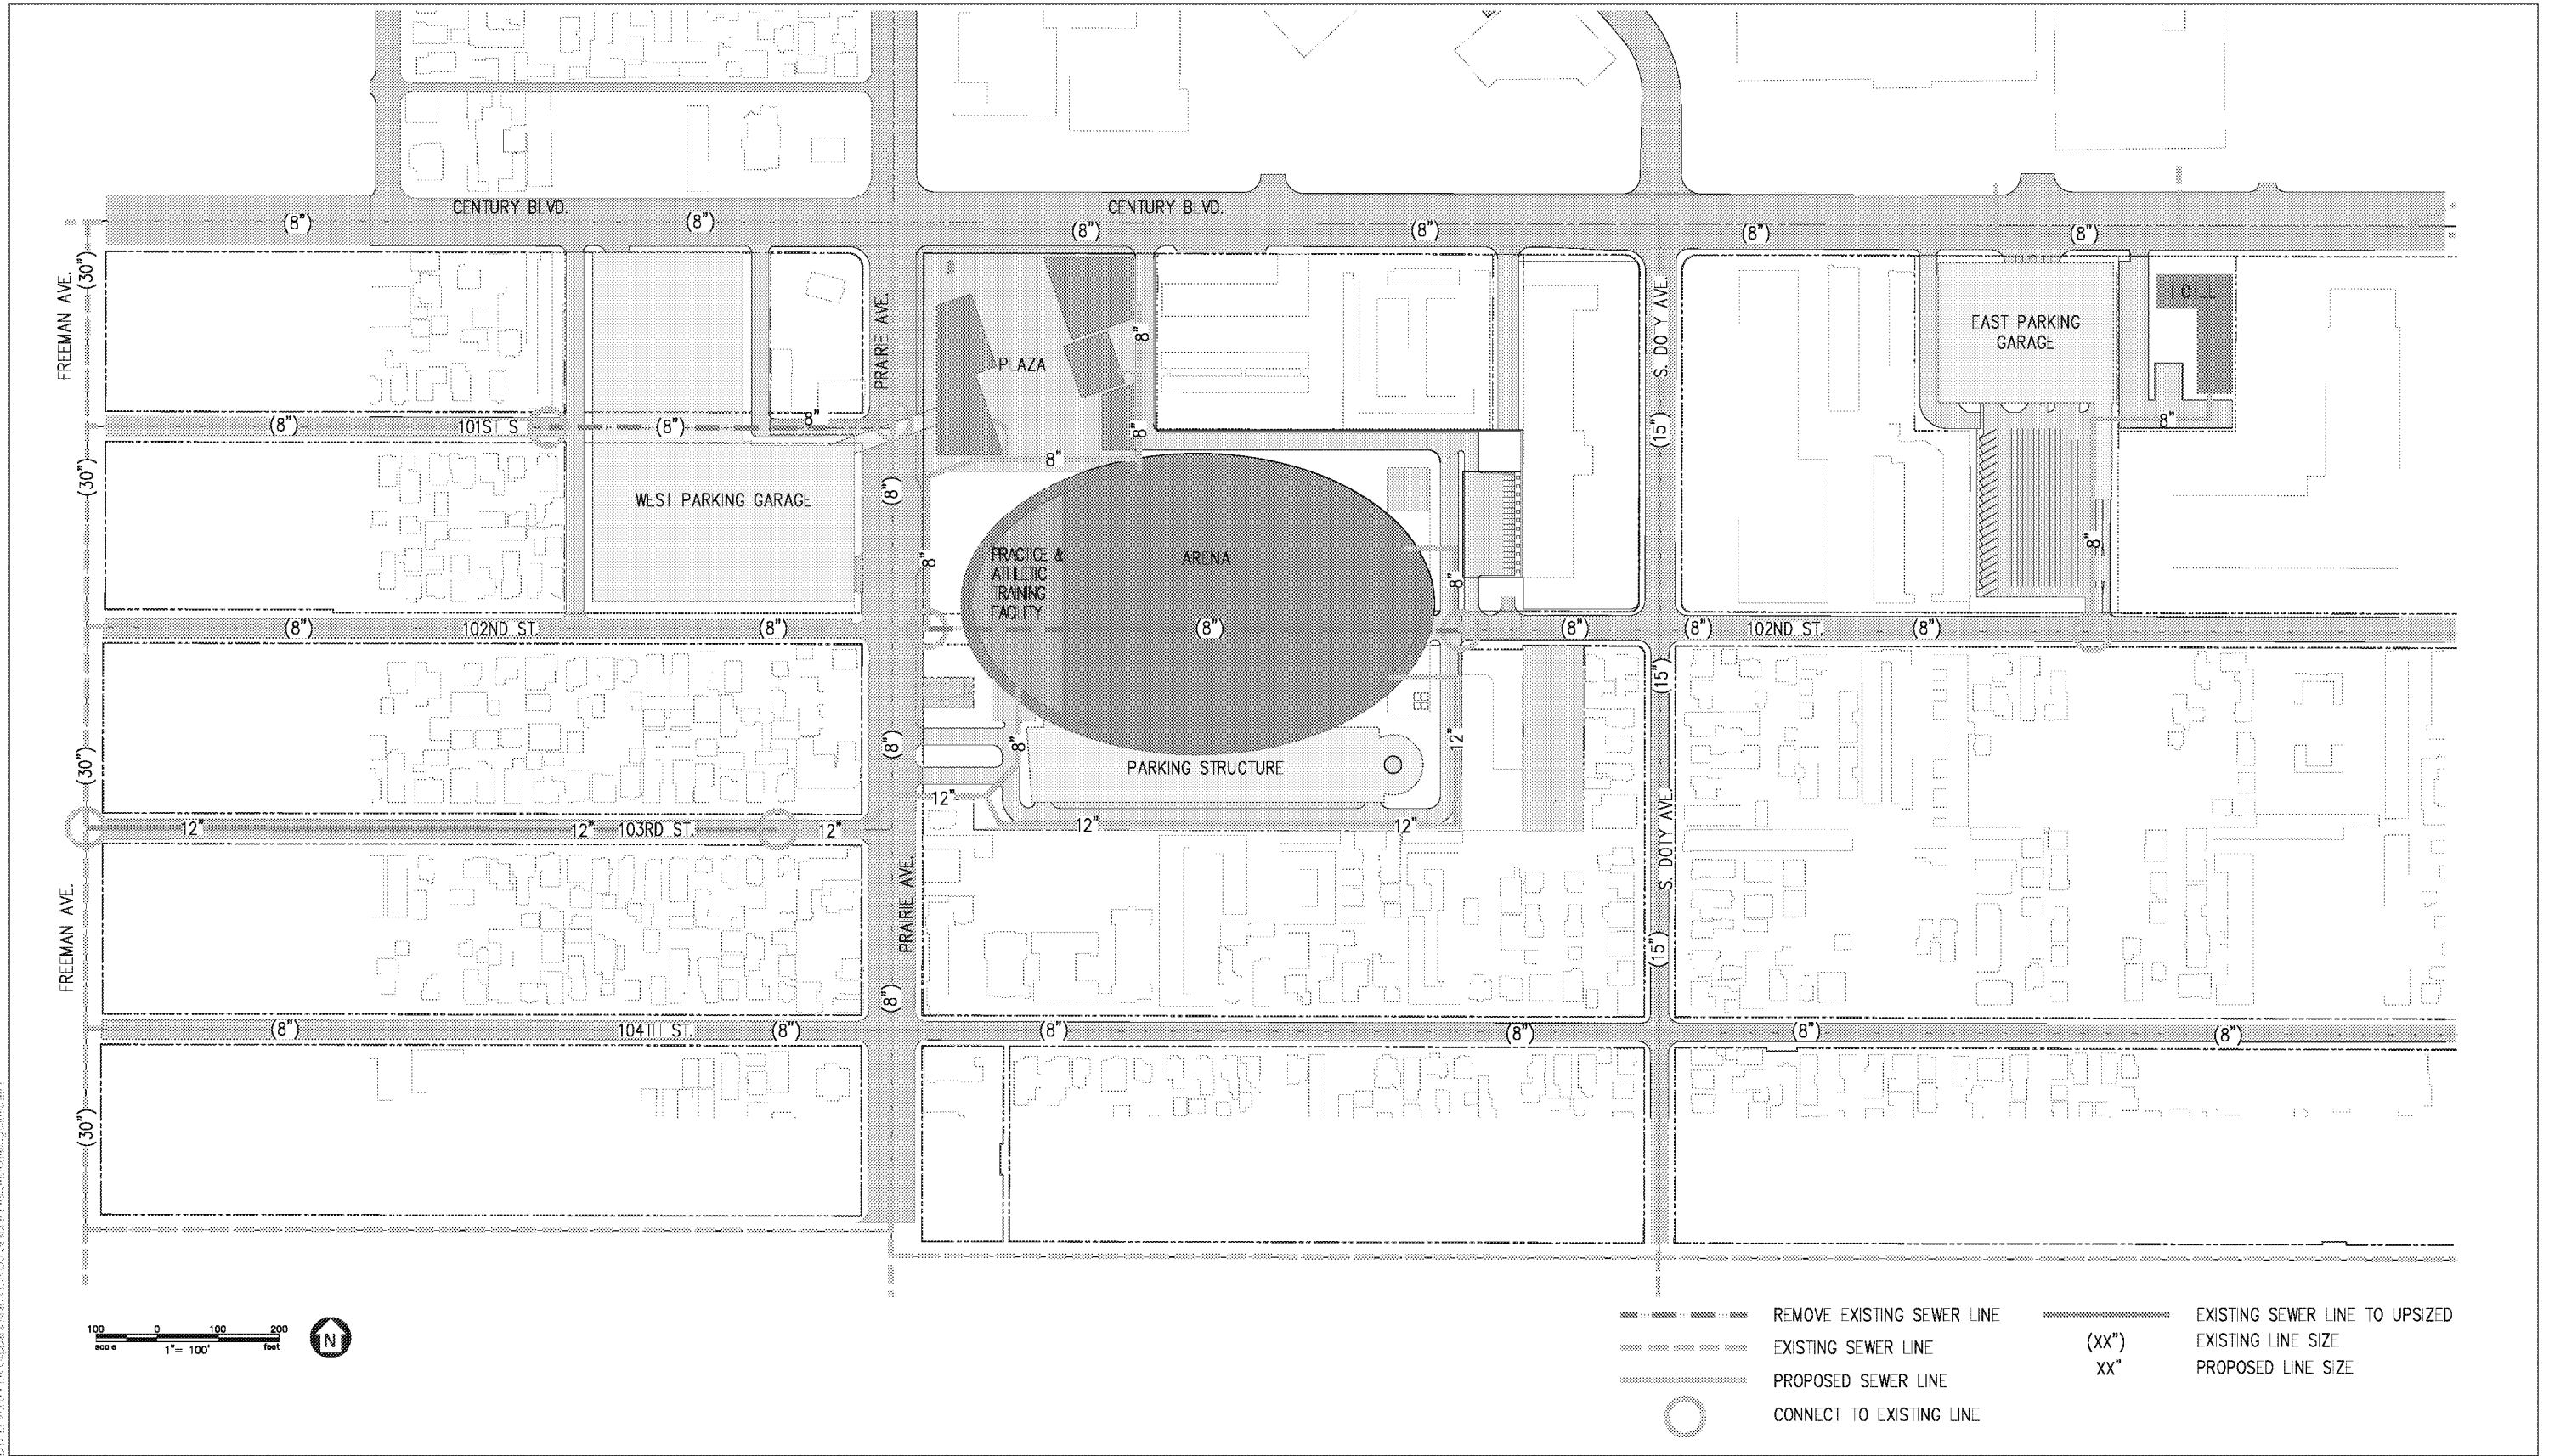 CENTURY BLVD.
CENTURY BLVD.
(8")
(8")
(8")
(8")
(8")
(8")
FREEMAN AVE.
(30")
PRAIRIE AVE.
PLAZA
8"
S. DOTY AVE.
EAST PARKING
GARAGE
HOTEL
(8")
101ST ST
(8")
8"
8"
(15")
8"
(30")
WEST PARKING GARAGE
(8")
8"
8"
PRACTICE &
ATHLETIC
TRAINING
FACILITY
ARENA
8"
8"
(8")
102ND ST.
(8")
(8")
(8")
(8")
102ND ST.
(8")
(30")
(8")
8"
PARKING STRUCTURE
12"
(15")
12"
12"
12"
103RD ST.
12"
12"
12"
S. DOTY AVE.
FREEMAN AVE.
PRAIRIE AVE.
(15")
(8")
(8")
104TH ST.
(8")
(8")
(8")
(8")
(8")
(30")
100 0 100 200
scale 1"= 100' feet
N
REMOVE EXISTING SEWER LINE
EXISTING SEWER LINE
PROPOSED SEWER LINE
CONNECT TO EXISTING LINE
EXISTING SEWER LINE TO UPSIZED
(XX") EXISTING LINE SIZE
XX" PROPOSED LINE SIZE